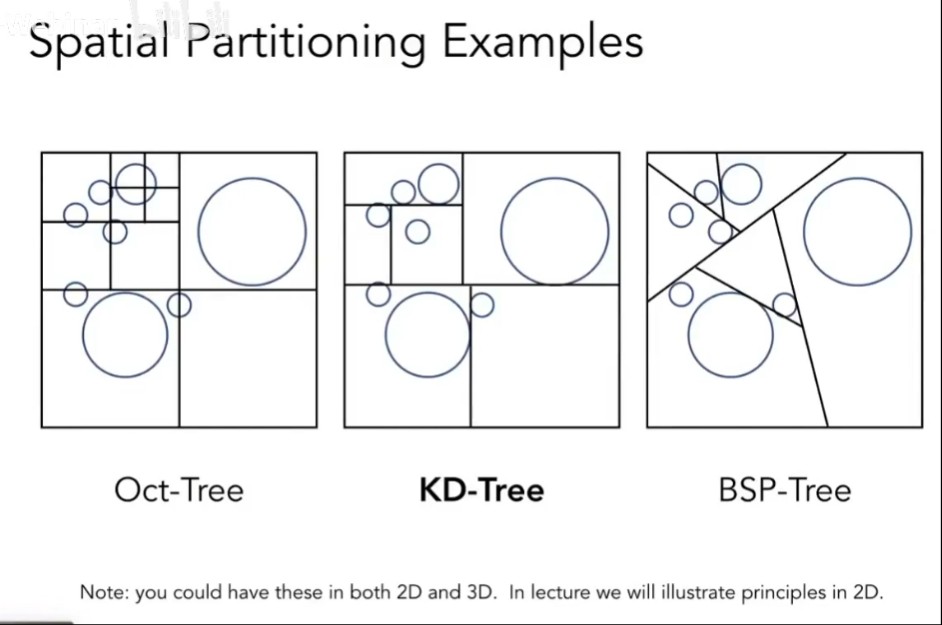 Spatial Partitioning Examples
Oct-Tree
KD-Tree
BSP-Tree
Note: you could have these in both 2D and 3D. In lecture we will illustrate principles in 2D.